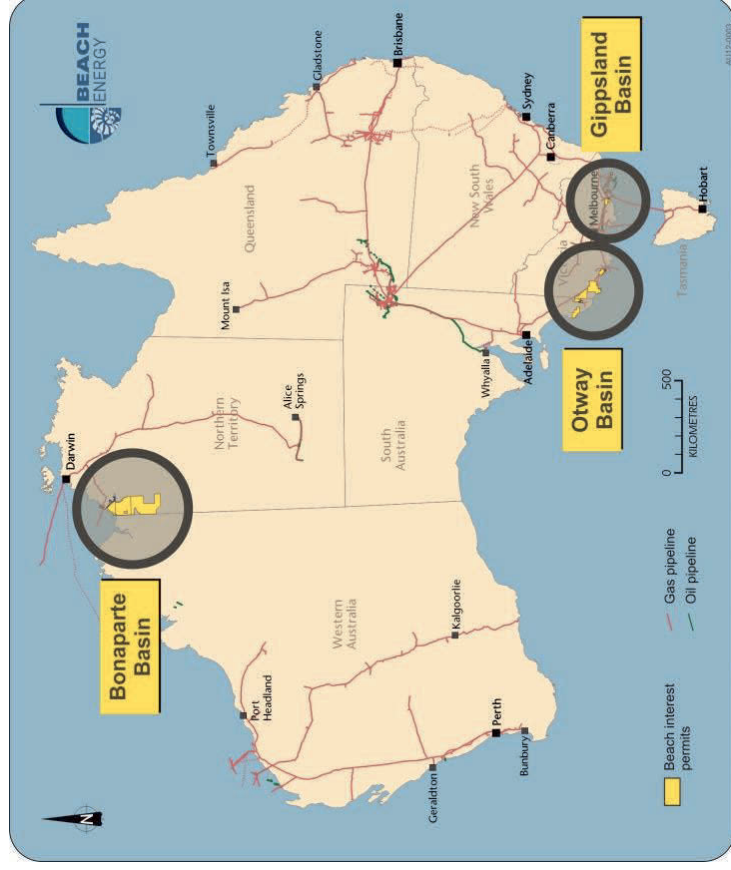 N
BEACH
ENERGY
Bonaparte
Basin
Darwin
Port
Headland
Northern
Territory
Mount Isa
Townsville
Queensland
Gladstone
Alice
Springs
Western
Australia
Kalgoorlie
South
Australia
Brisbane
Geraldton
Perth
Bunbury
Whyalla
Adelaide
New South
Wales
Sydney
Canberra
Otway
Basin
Melbourne
Gippsland
Basin
Tasmania
Hobart
Beach interest
permits
Gas pipeline
Oil pipeline
0
500
KILOMETRES